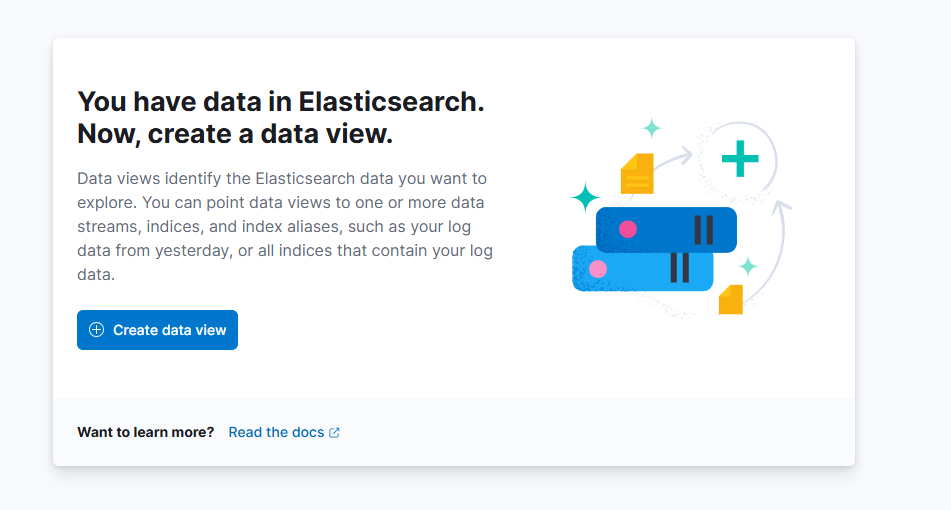 You have data in Elasticsearch.
Now, create a data view.
Data views identify the Elasticsearch data you want to
explore. You can point data views to one or more data
streams, indices, and index aliases, such as your log
data from yesterday, or all indices that contain your log
data.
Create data view
Want to learn more? Read the docs